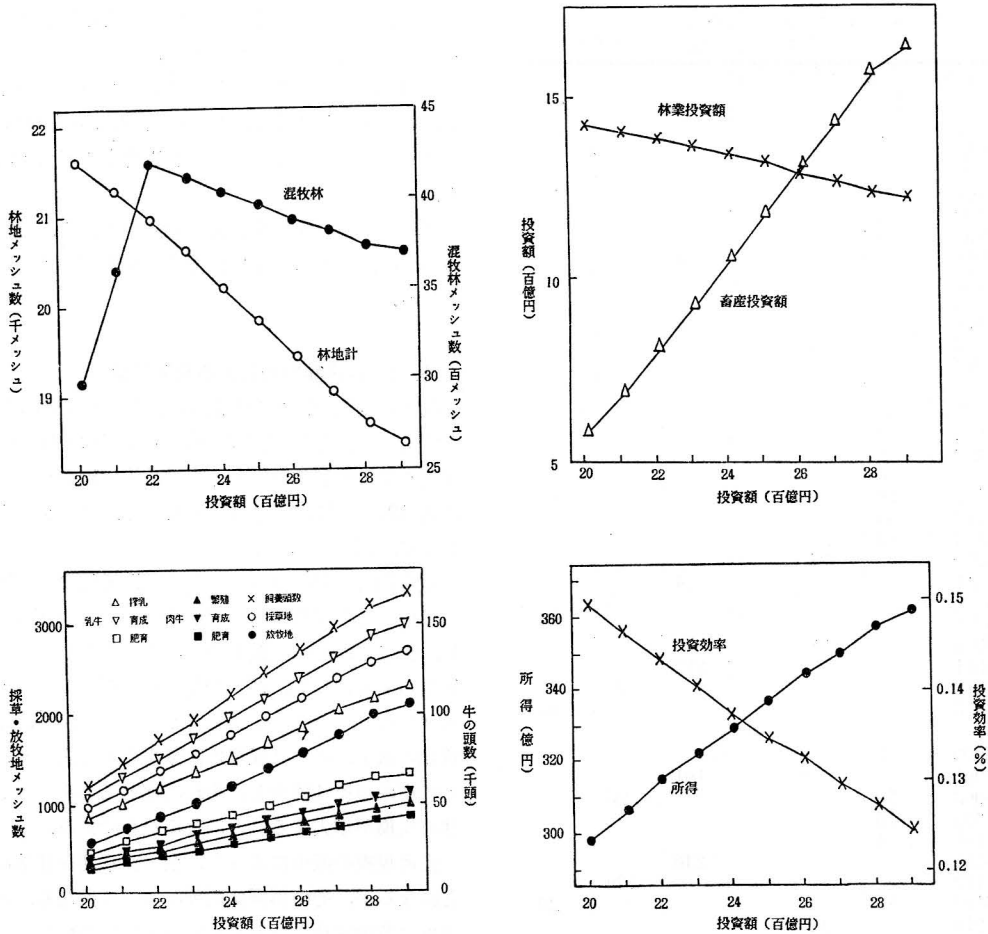 林地メッシュ数（千メッシュ）
22
21
20
19
混牧林
林地計
45
40
35
30
25
混牧林メッシュ数（百メッシュ）
20 22 24 26 28
投資額（百億円）
投資額（百億円）
15
10
5
林業投資額
畜産投資額
20 22 24 26 28
投資額（百億円）
採草・放牧地メッシュ数
3000
2000
1000
0
△ 搾乳 ▲ 繁殖 × 飼養頭数
乳牛 ▽ 育成 肉牛 ▼ 育成 ○ 採草地
□ 肥育 ■ 肥育 ● 放牧地
150
100
50
0
牛の頭数（千頭）
20 22 24 26 28
投資額（百億円）
所得（億円）
360
340
320
300
投資効率
所得
0.15
0.14
0.13
0.12
投資効率（%）
20 22 24 26 28
投資額（百億円）